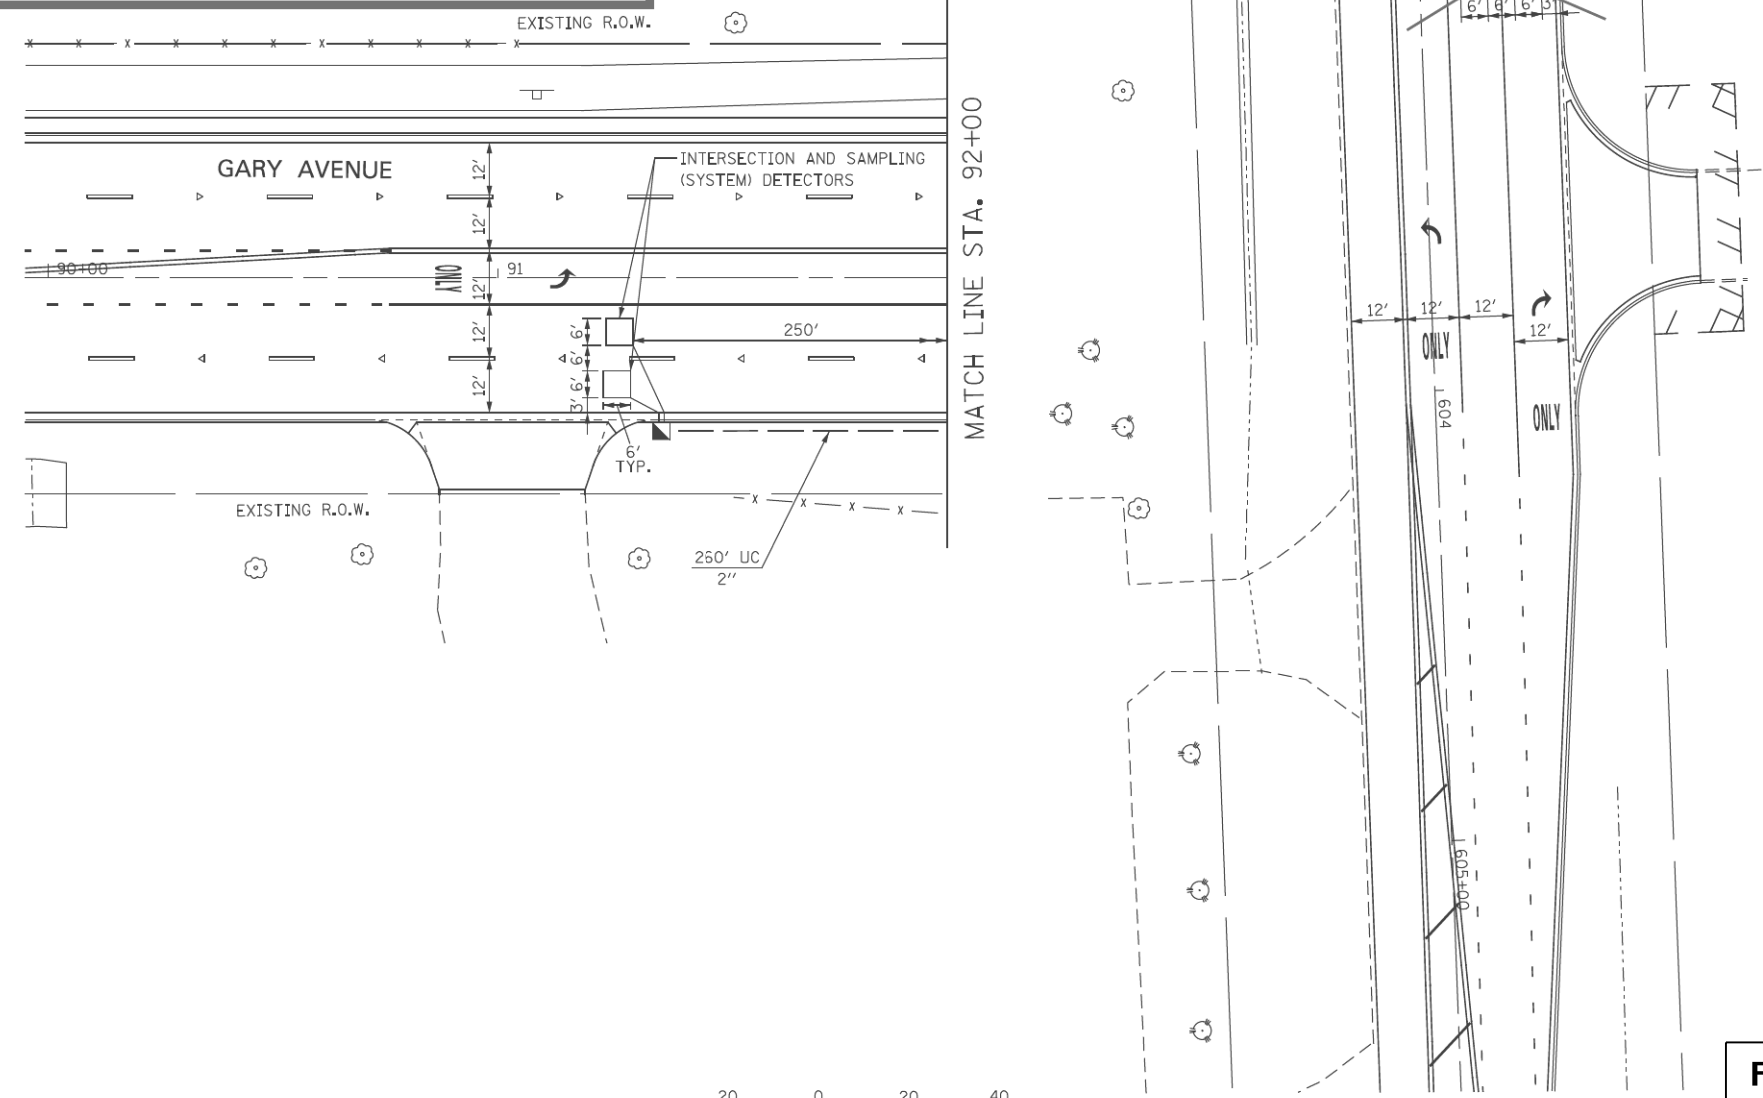 EXISTING R.O.W.
GARY AVENUE
INTERSECTION AND SAMPLING
(SYSTEM) DETECTORS
12'
12'
12'
12'
12'
90+00
ONLY
91
6'
6'
6'
3'
250'
6'
TYP.
EXISTING R.O.W.
260' UC
2''
MATCH LINE STA. 92+00
6'
6'
6'
3'
12'
12'
12'
12'
ONLY
604
ONLY
605+00
20
0
20
40
F